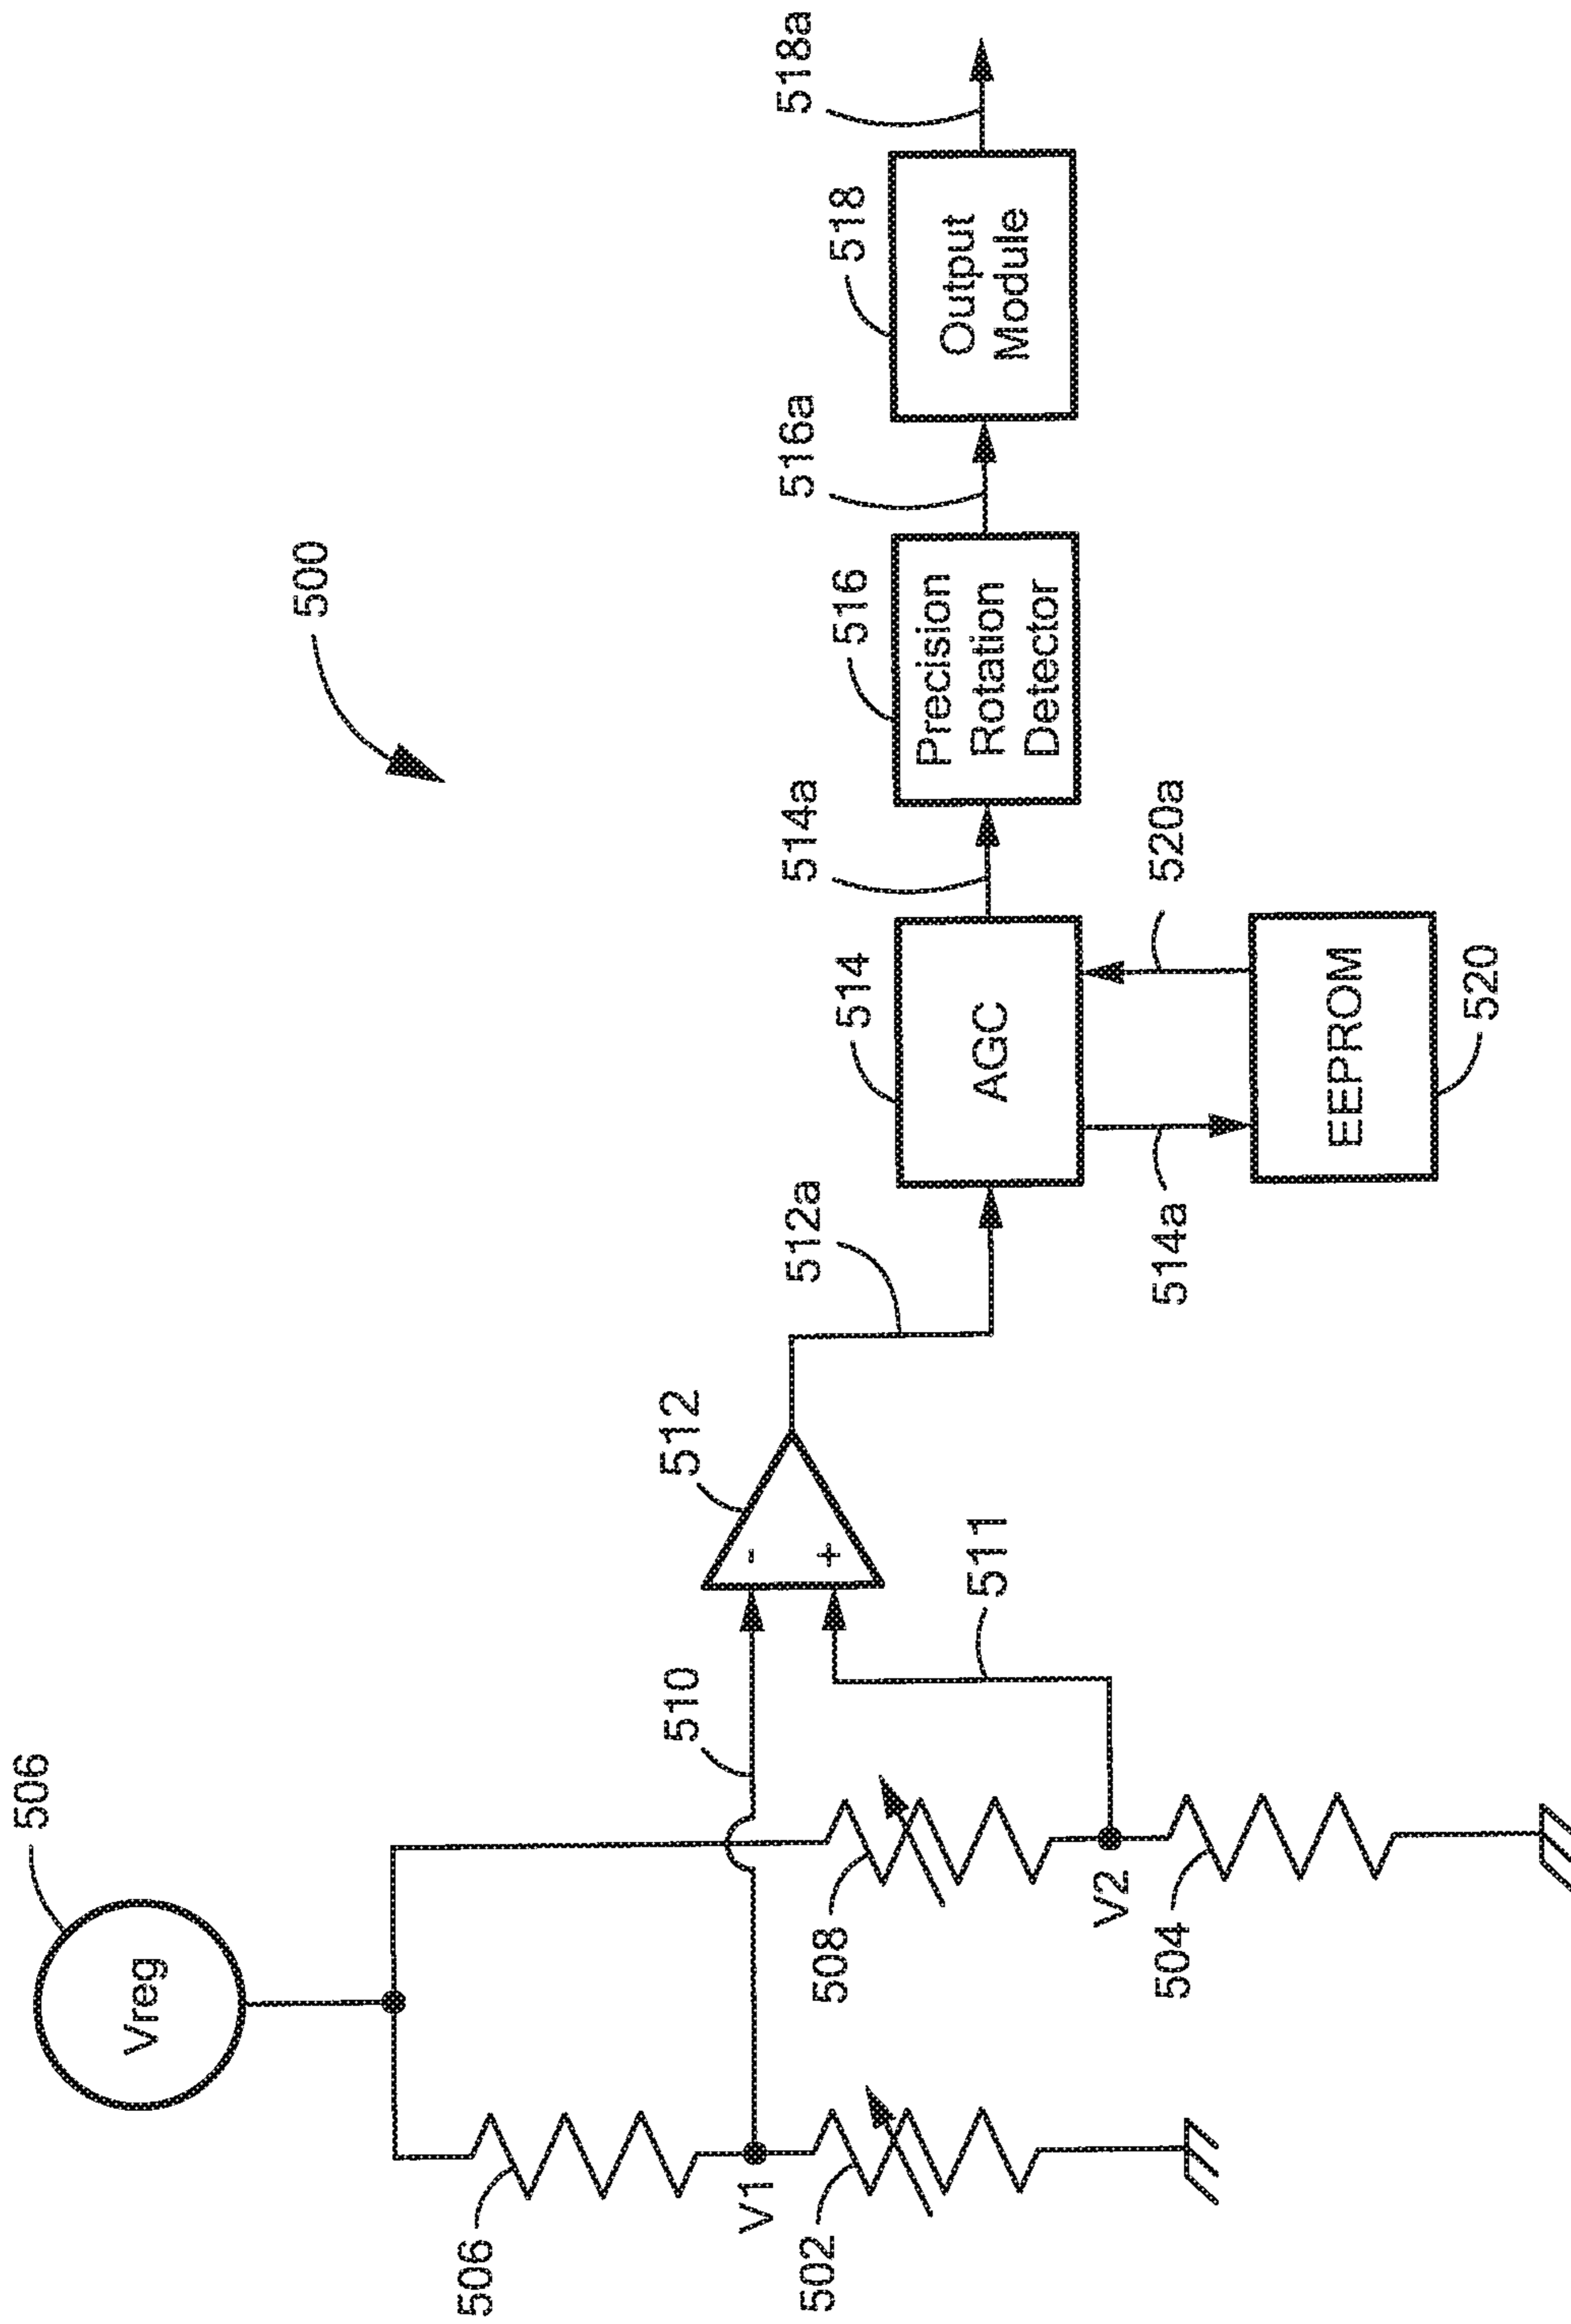 500
506
Vreg
506
V1
502
508
V2
504
510
511
512
-
+
512a
514
AGC
514a
514a
520a
EEPROM
520
516
Precision
Rotation
Detector
516a
518
Output
Module
518a